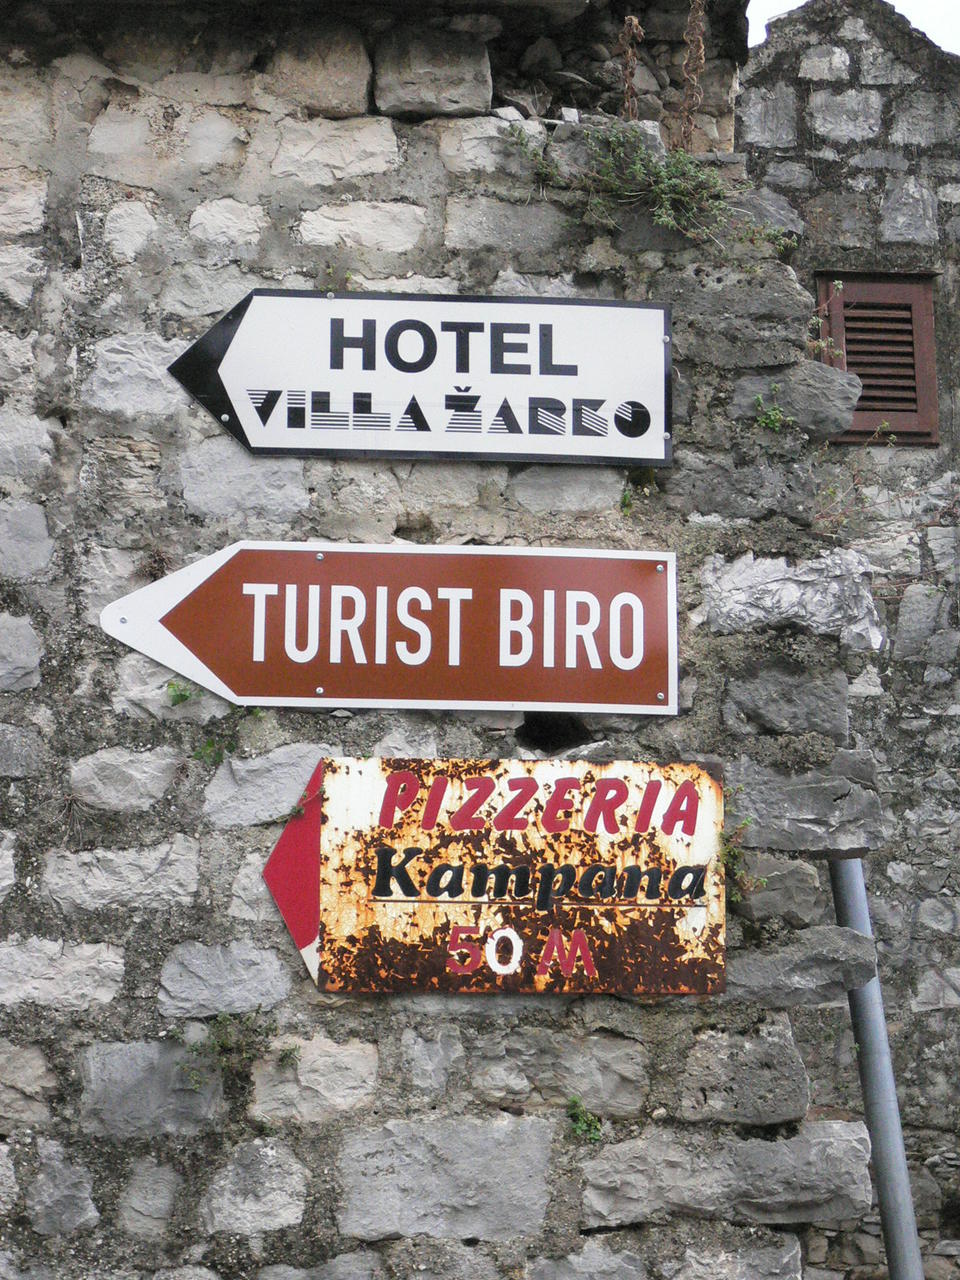 HOTEL
VILLA ŽARKO
TURIST BIRO
PIZZERIA
Kampana
50 M